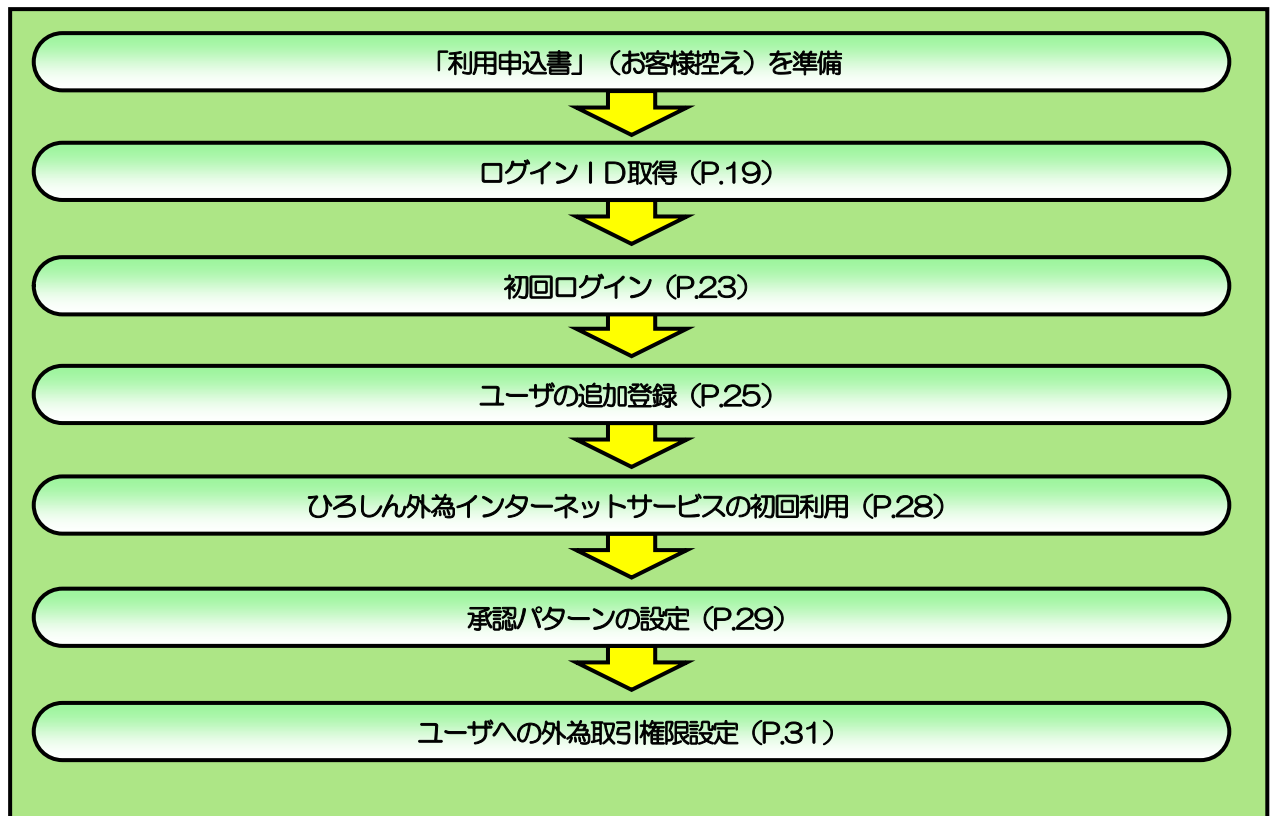 「利用申込書」（お客様控え）を準備
ログインＩＤ取得（P.19）
初回ログイン（P.23）
ユーザの追加登録（P.25）
ひろしん外為インターネットサービスの初回利用（P.28）
承認パターンの設定（P.29）
ユーザへの外為取引権限設定（P.31）